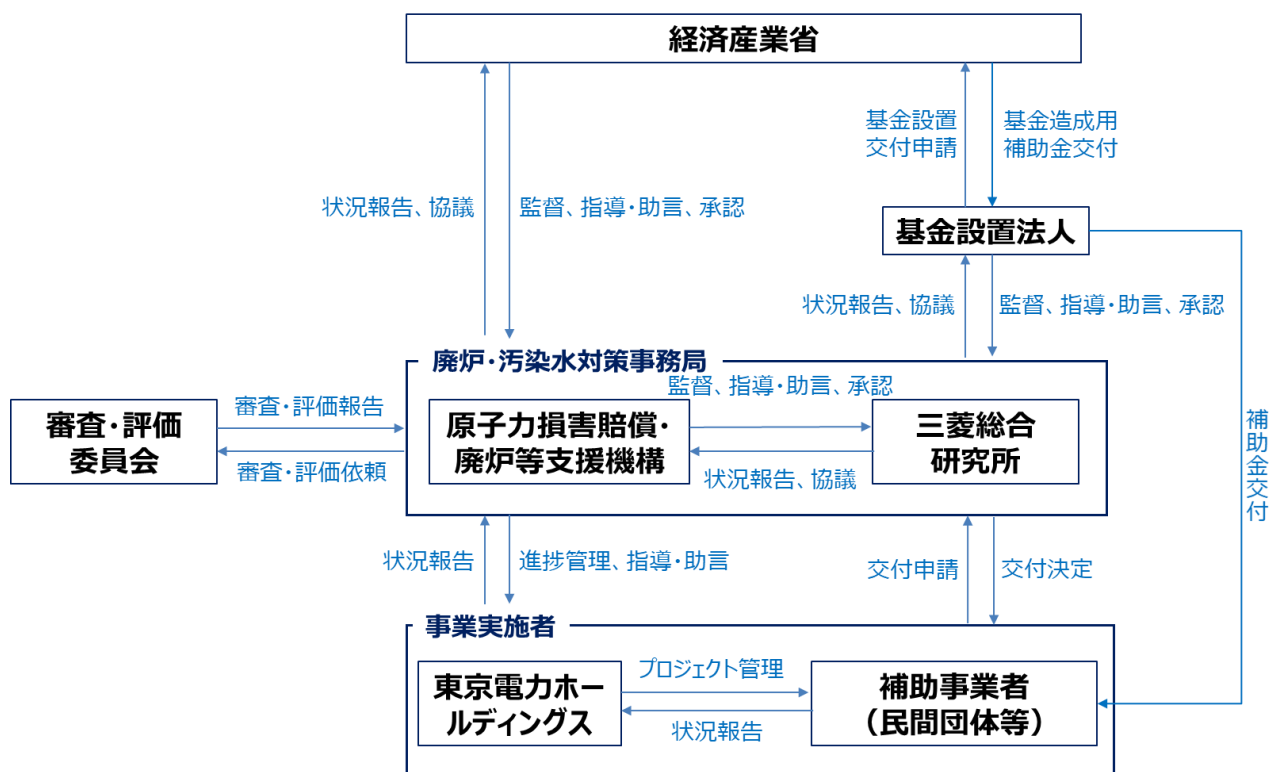 経済産業省
基金設置
交付申請
基金造成用
補助金交付
状況報告、協議
監督、指導・助言、承認
基金設置法人
状況報告、協議
監督、指導・助言、承認
廃炉・汚染水対策事務局
監督、指導・助言、承認
審査・評価報告
審査・評価
委員会
原子力損害賠償・
廃炉等支援機構
三菱総合
研究所
審査・評価依頼
状況報告、協議
補助金交付
状況報告
進捗管理、指導・助言
交付申請
交付決定
事業実施者
プロジェクト管理
東京電力ホー
ルディングス
補助事業者
（民間団体等）
状況報告